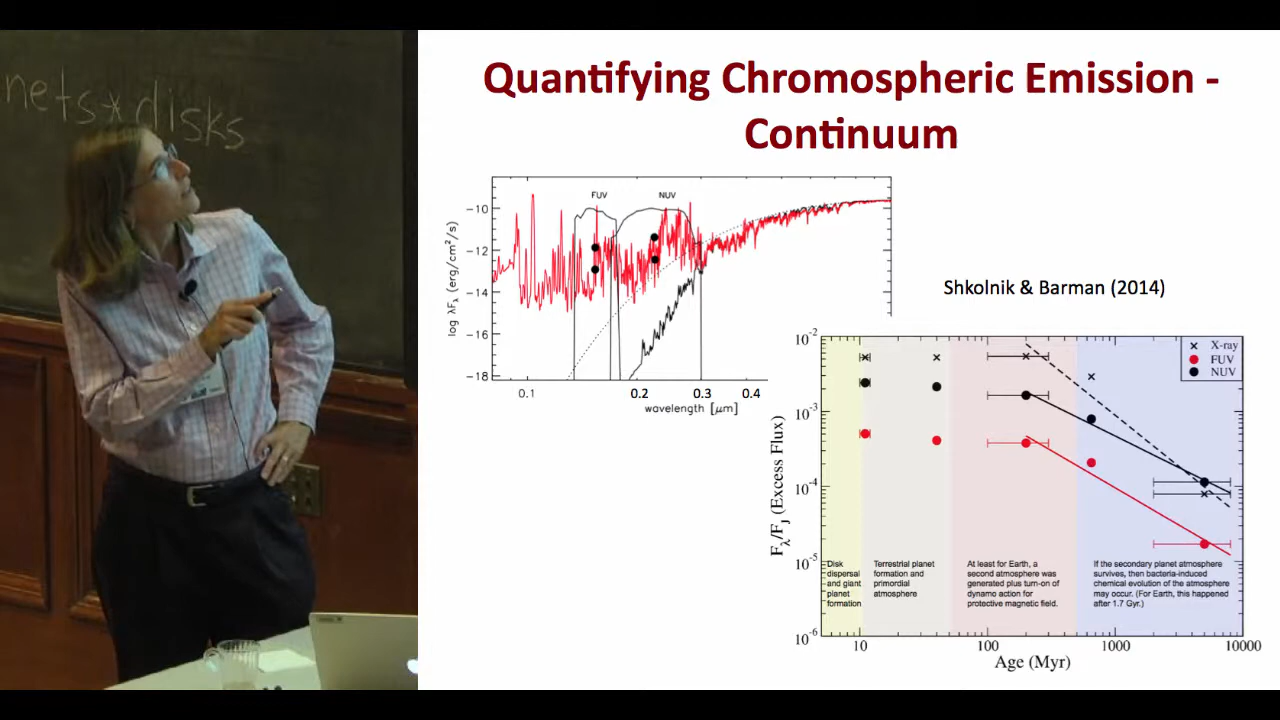 nets * disks
Quantifying Chromospheric Emission -
Continuum
FUV
NUV
log λFλ (erg/cm²/s)
-10
-12
-14
-16
-18
0.1
0.2
0.3
0.4
wavelength [μm]
Shkolnik & Barman (2014)
X-ray
FUV
NUV
Fλ/FJ (Excess Flux)
10⁻²
10⁻³
10⁻⁴
10⁻⁵
10⁻⁶
Disk
dispersal
and giant
planet
formation
Terrestrial planet
formation and
primordial
atmosphere
At least for Earth, a
second atmosphere was
generated plus turn-on of
dynamo action for
protective magnetic field.
If the secondary planet atmosphere
survives, then bacteria-induced
chemical evolution of the atmosphere
may occur. (For Earth, this happened
after 1.7 Gyr.)
10
100
1000
10000
Age (Myr)